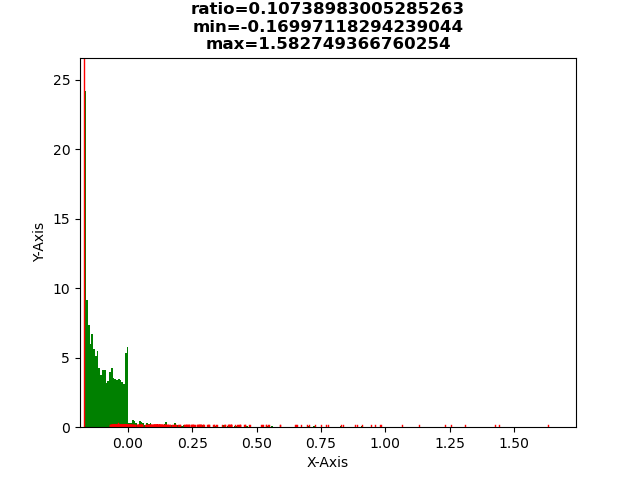 ratio=0.10738983005285263
min=-0.16997118294239044
max=1.582749366760254
25
20
15
10
5
0
Y-Axis
0.00 0.25 0.50 0.75 1.00 1.25 1.50
X-Axis